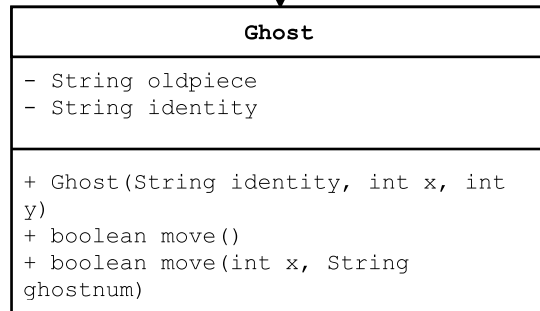 Ghost
- String oldpiece
- String identity
+ Ghost(String identity, int x, int
y)
+ boolean move()
+ boolean move(int x, String
ghostnum)